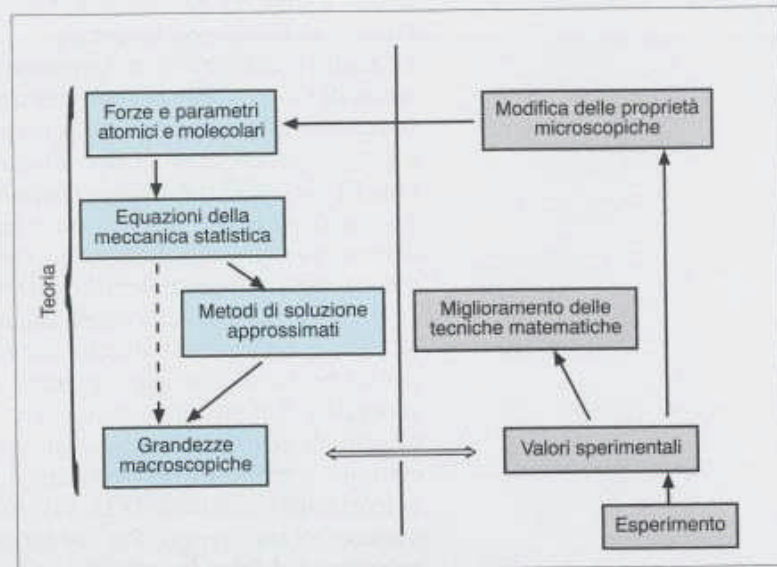 Teoria
Forze e parametri
atomici e molecolari
Equazioni della
meccanica statistica
Metodi di soluzione
approssimati
Grandezze
macroscopiche
Modifica delle proprietà
microscopiche
Miglioramento delle
tecniche matematiche
Valori sperimentali
Esperimento